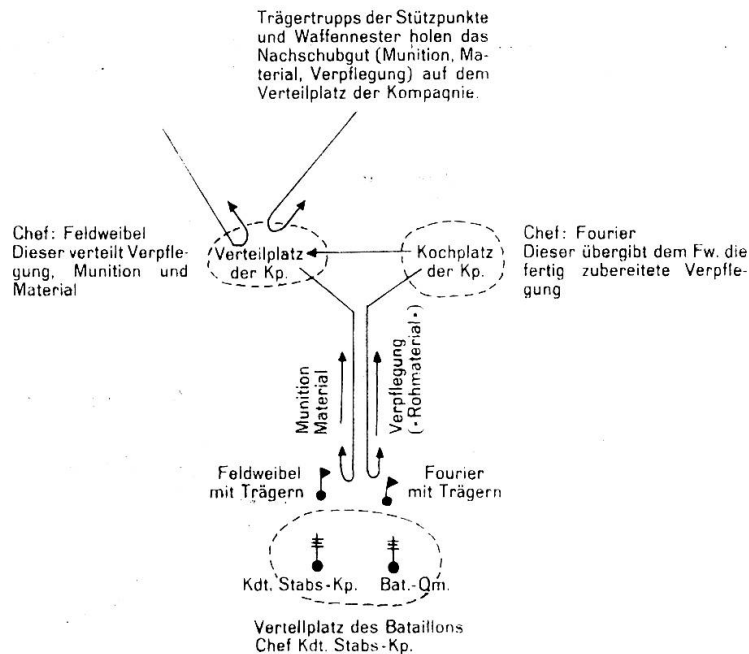 Trägertrupps der Stützpunkte
und Waffennester holen das
Nachschubgut (Munition, Ma-
terial, Verpflegung) auf dem
Verteilplatz der Kompagnie.
Chef: Feldweibel
Dieser verteilt Verpfle-
gung, Munition und
Material
Verteilplatz
der Kp.
Kochplatz
der Kp.
Chef: Fourier
Dieser übergibt dem Fw. die
fertig zubereitete Verpfle-
gung
Munition
Material
Verpflegung
(•Rohmaterial•)
Feldweibel
mit Trägern
Fourier
mit Trägern
Kdt. Stabs-Kp.
Bat.-Qm.
Verteilplatz des Bataillons
Chef Kdt. Stabs-Kp.